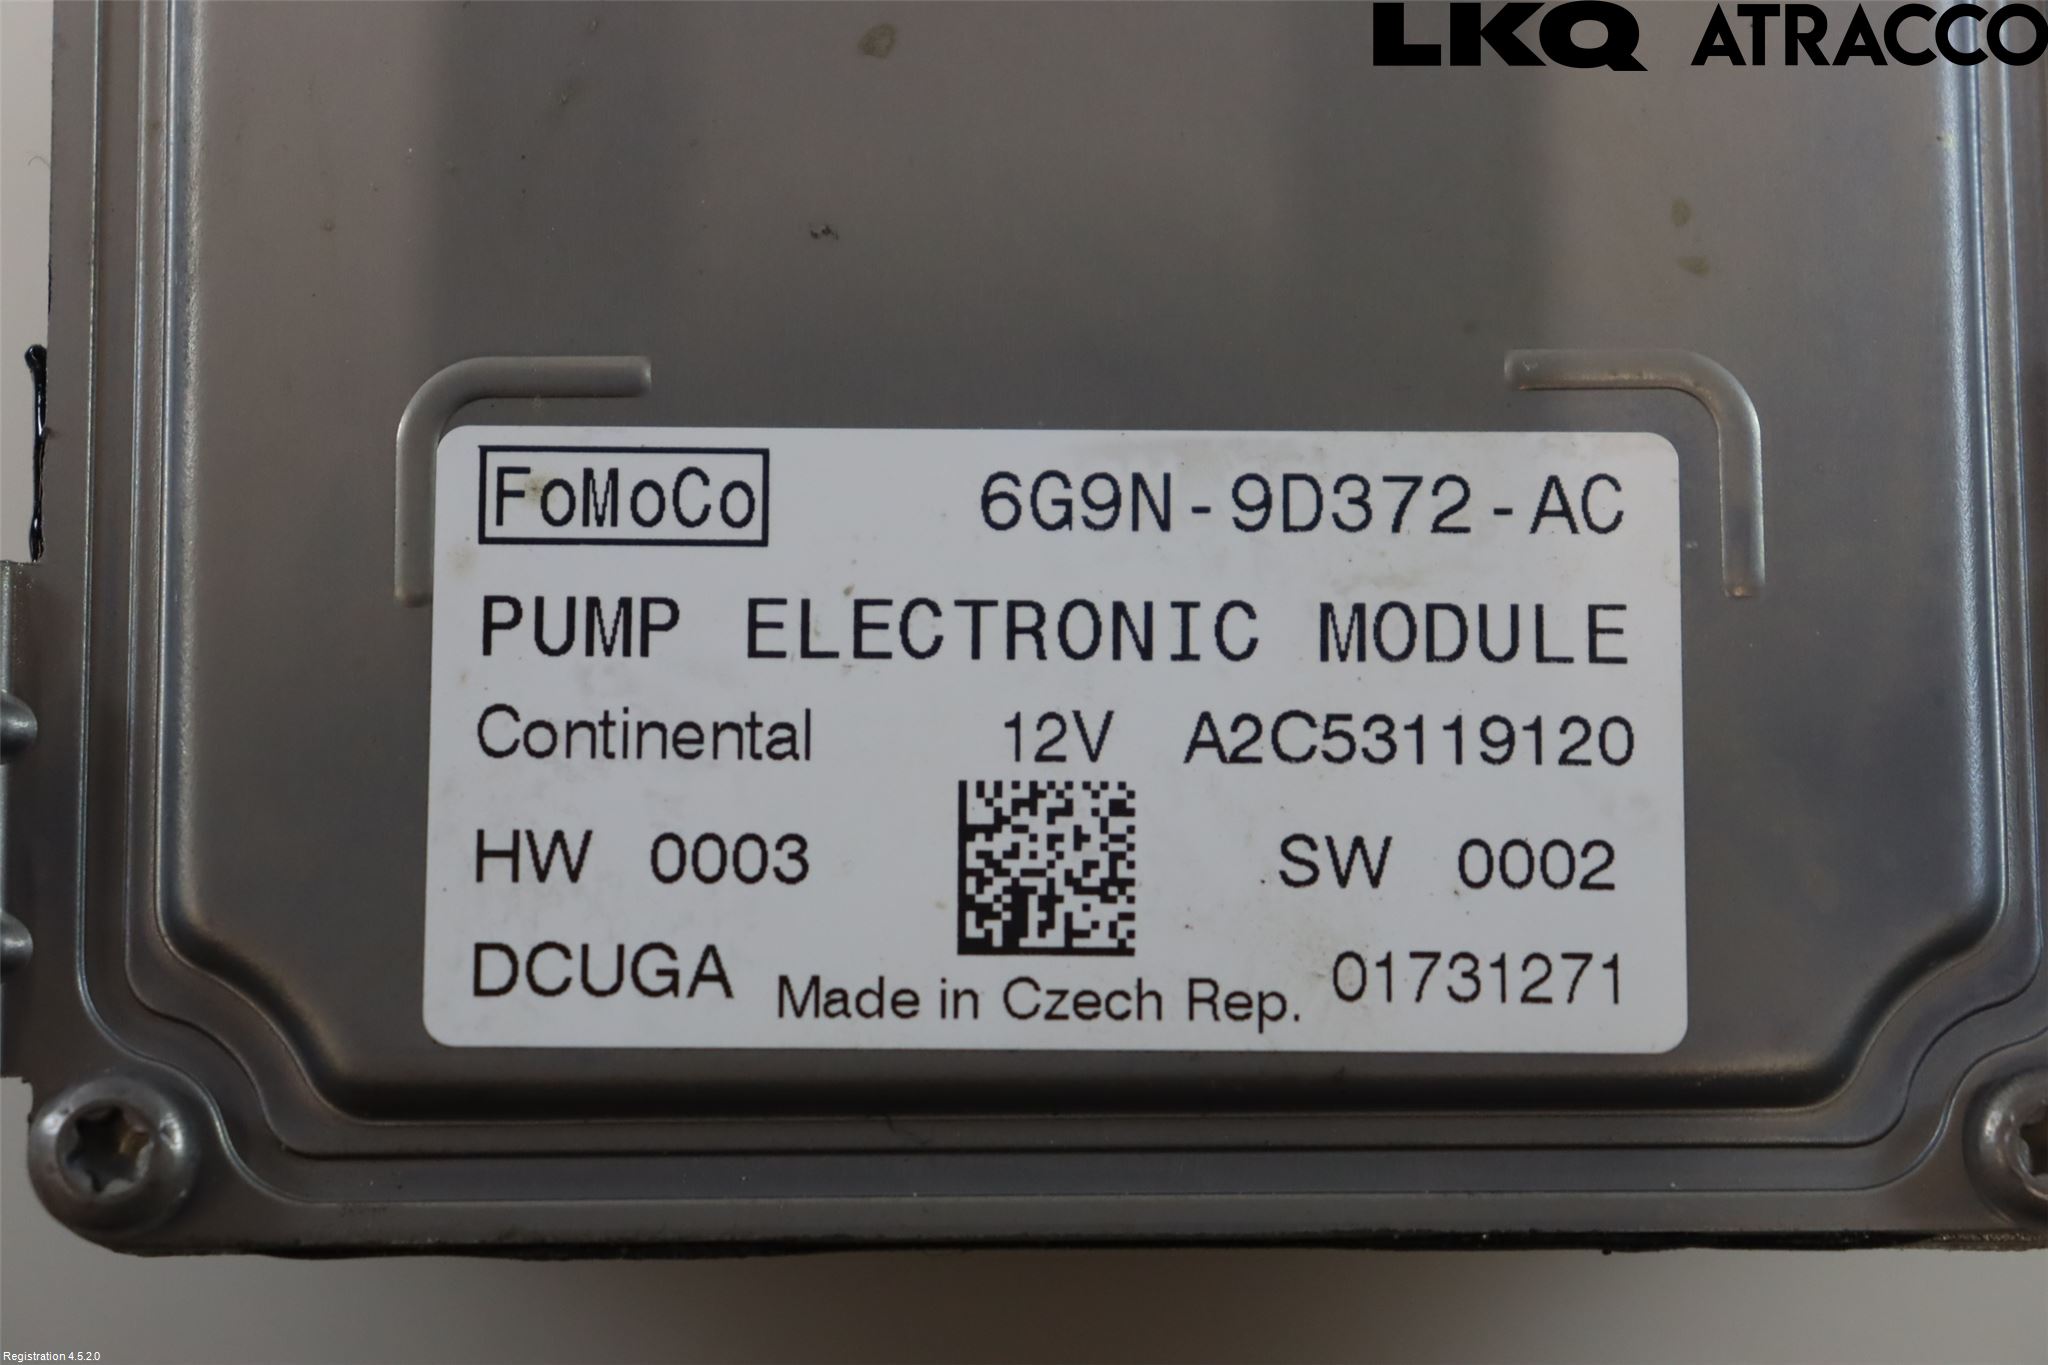 LKQ ATRACCO
FoMoCo 6G9N-9D372-AC
PUMP ELECTRONIC MODULE
Continental 12V A2C53119120
HW 0003 SW 0002
DCUGA Made in Czech Rep. 01731271
Registration 4.5.2.0